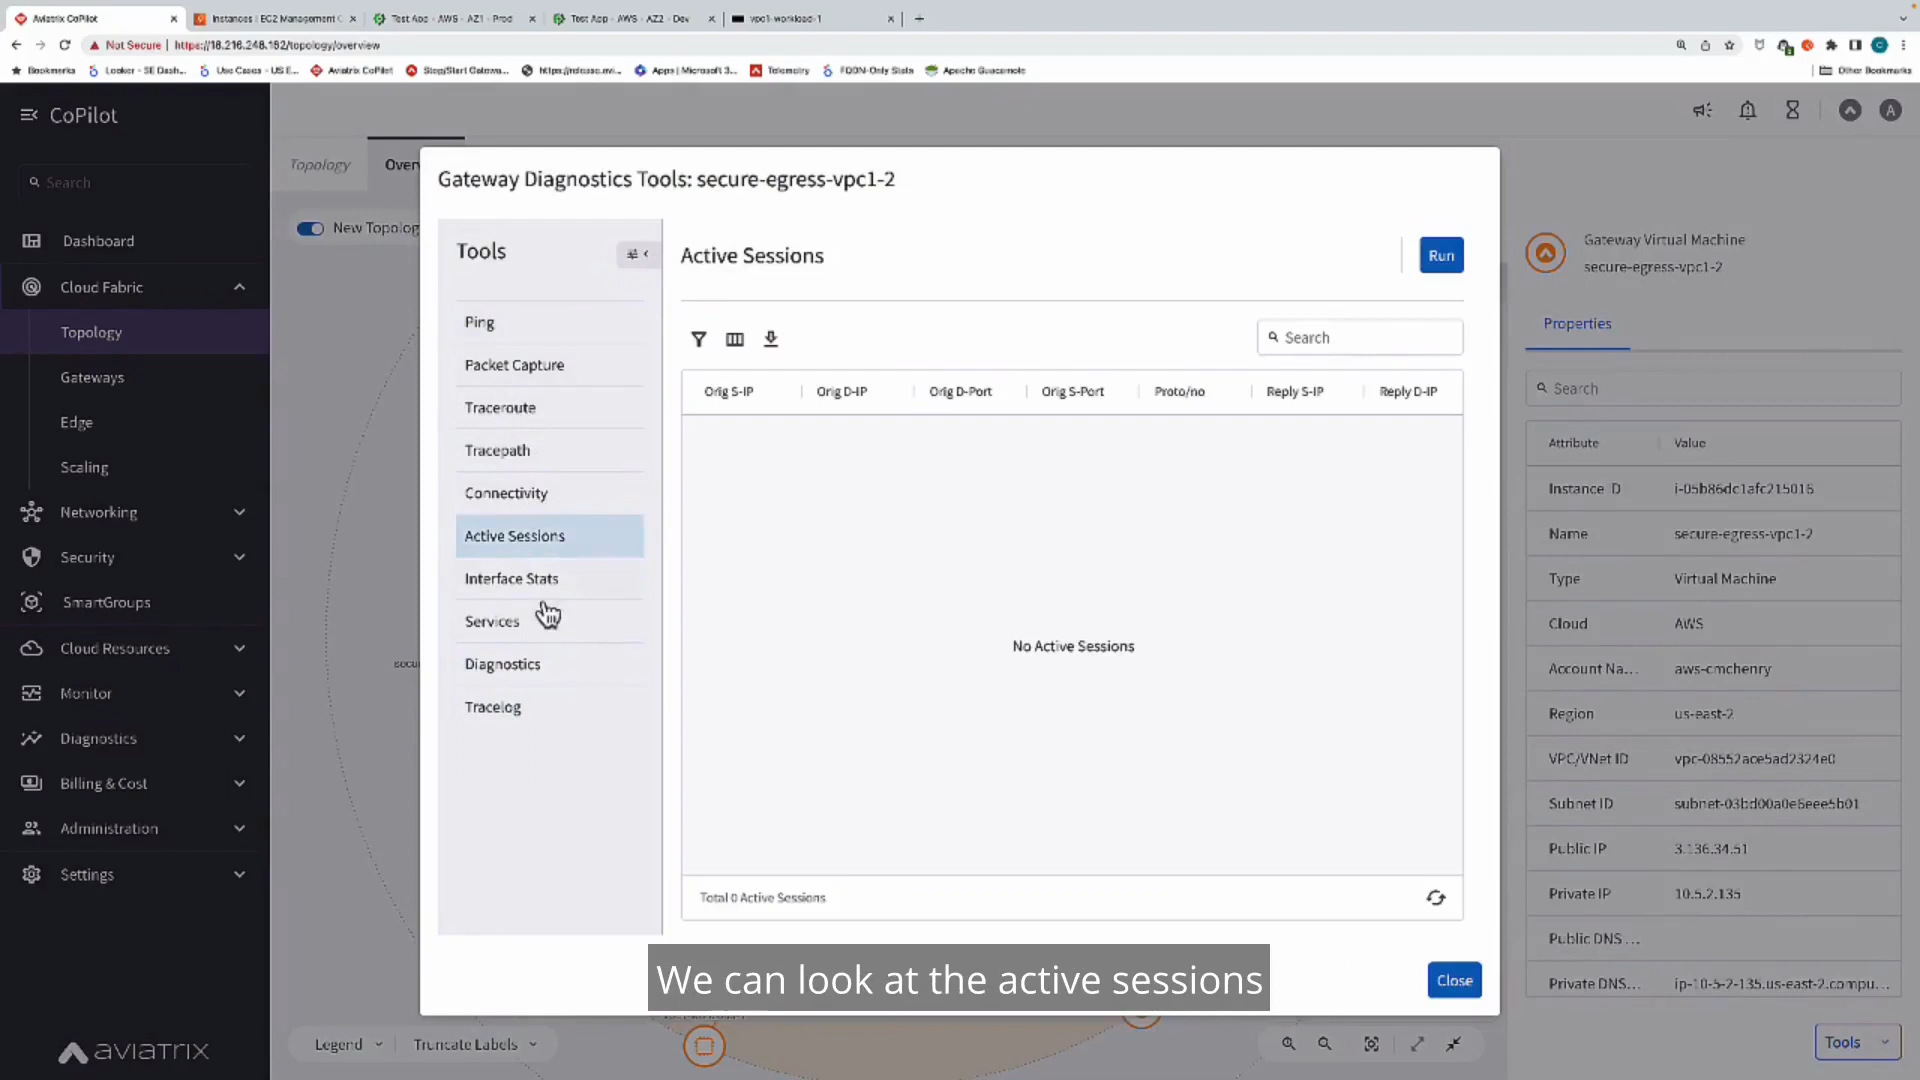 Aviatrix CoPilot
Instances | EC2 Management C
Test App - AWS - AZ1 - Prod
Test App - AWS - AZ2 - Dev
vpc1-workload-1
Not Secure | https://18.216.248.162/topology/overview
Bookmarks
Looker - SE Dash...
Use Cases - US E...
Aviatrix CoPilot
Stop/Start Gatew...
https://release.avi...
Apps | Microsoft 3...
Telemetry
FQDN-Only Stats
Apache Guacamole
Other Bookmarks
CoPilot
Search
Dashboard
Cloud Fabric
Topology
Gateways
Edge
Scaling
Networking
Security
SmartGroups
Cloud Resources
Monitor
Diagnostics
Billing & Cost
Administration
Settings
aviatrix
Topology
Over
New Topolog
secu
Gateway Diagnostics Tools: secure-egress-vpc1-2
Tools
Ping
Packet Capture
Traceroute
Tracepath
Connectivity
Active Sessions
Interface Stats
Services
Diagnostics
Tracelog
Active Sessions
Run
Search
Orig S-IP
Orig D-IP
Orig D-Port
Orig S-Port
Proto/no
Reply S-IP
Reply D-IP
No Active Sessions
Total 0 Active Sessions
Close
We can look at the active sessions
Legend
Truncate Labels
A
Gateway Virtual Machine
secure-egress-vpc1-2
Properties
Search
Attribute Value
Instance ID i-05b86dc1afc215016
Name secure-egress-vpc1-2
Type Virtual Machine
Cloud AWS
Account Na... aws-cmchenry
Region us-east-2
VPC/VNet ID vpc-08552ace5ad2324e0
Subnet ID subnet-03bd00a0e6eee5b01
Public IP 3.136.34.51
Private IP 10.5.2.135
Public DNS ...
Private DNS... ip-10-5-2-135.us-east-2.compu...
Tools